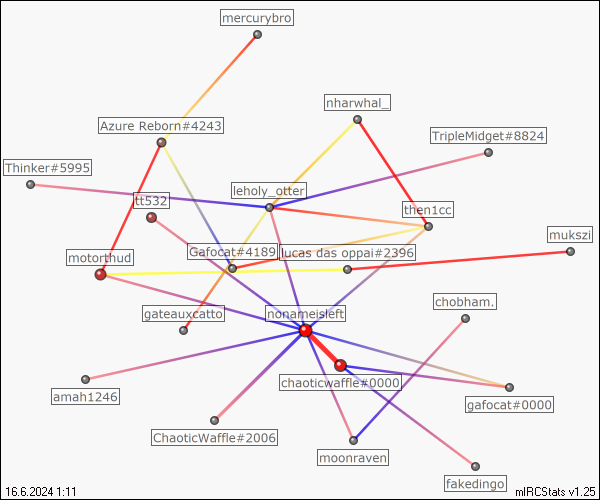 mercurybro
nharwhal_
Azure Reborn#4243
TripleMidget#8824
Thinker#5995
leholy_otter
tt532
then1cc
mukszi
Gafocat#4189
lucas das oppai#2396
motorthud
chobham.
gateauxcatto
nonameisleft
chaoticwaffle#0000
amah1246
gafocat#0000
ChaoticWaffle#2006
moonraven
fakedingo
16.6.2024 1:11
mIRCStats v1.25